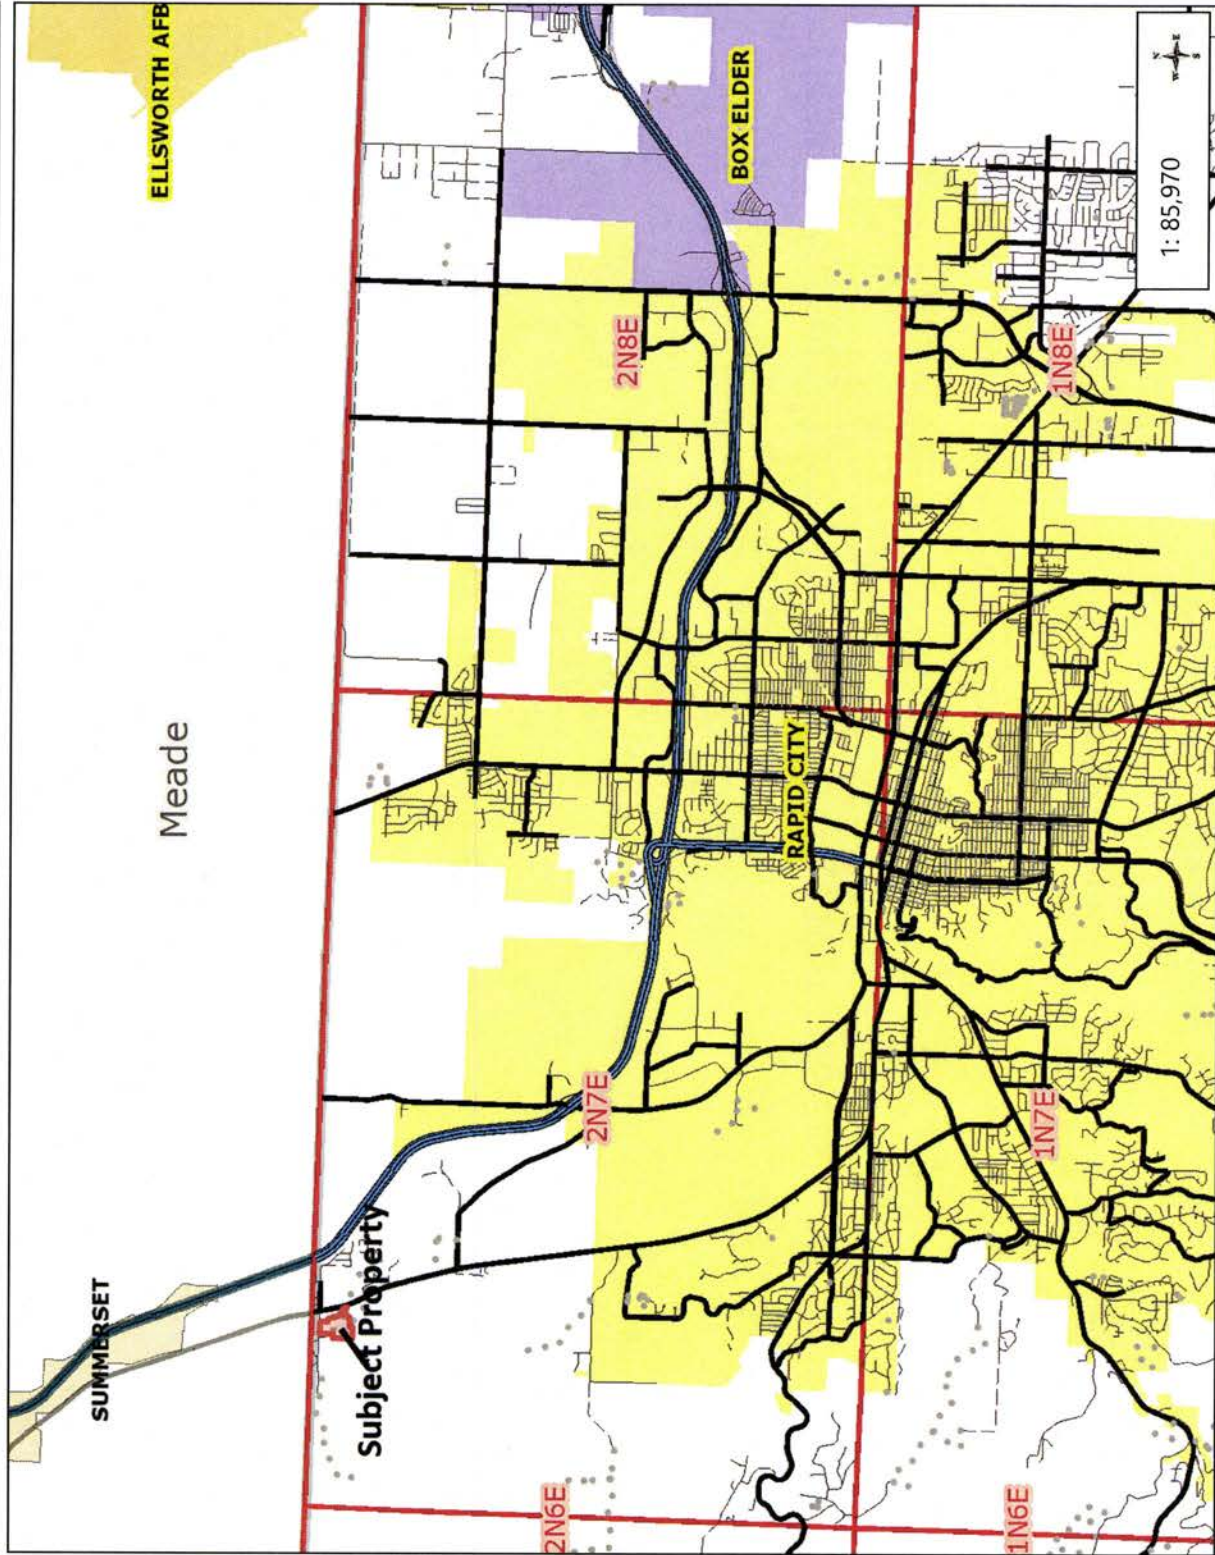 ELLSWORTH AFB
Meade
SUMMERSET
BOX ELDER
2N8E
Subject Property
2N7E
RAPID CITY
2N6E
1N8E
1N7E
1N6E
1: 85,970
N
W
E
S